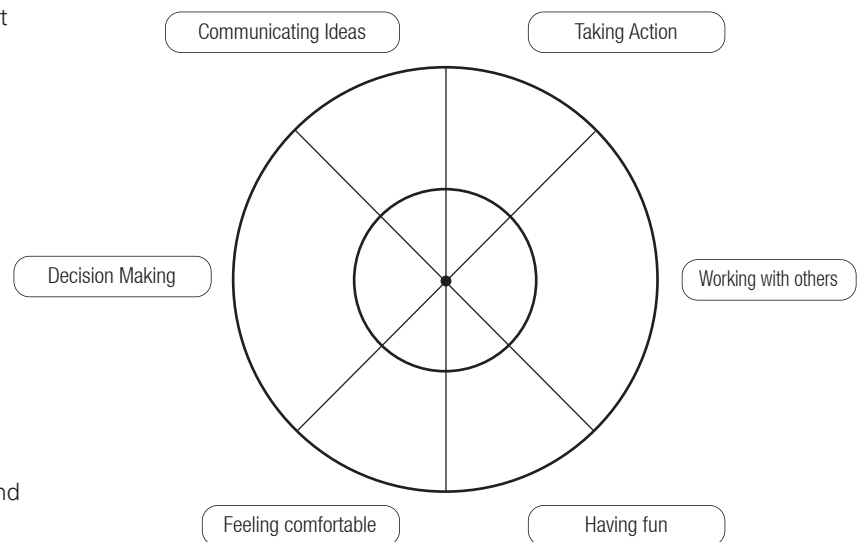 Communicating Ideas
Taking Action
Decision Making
Working with others
Feeling comfortable
Having fun